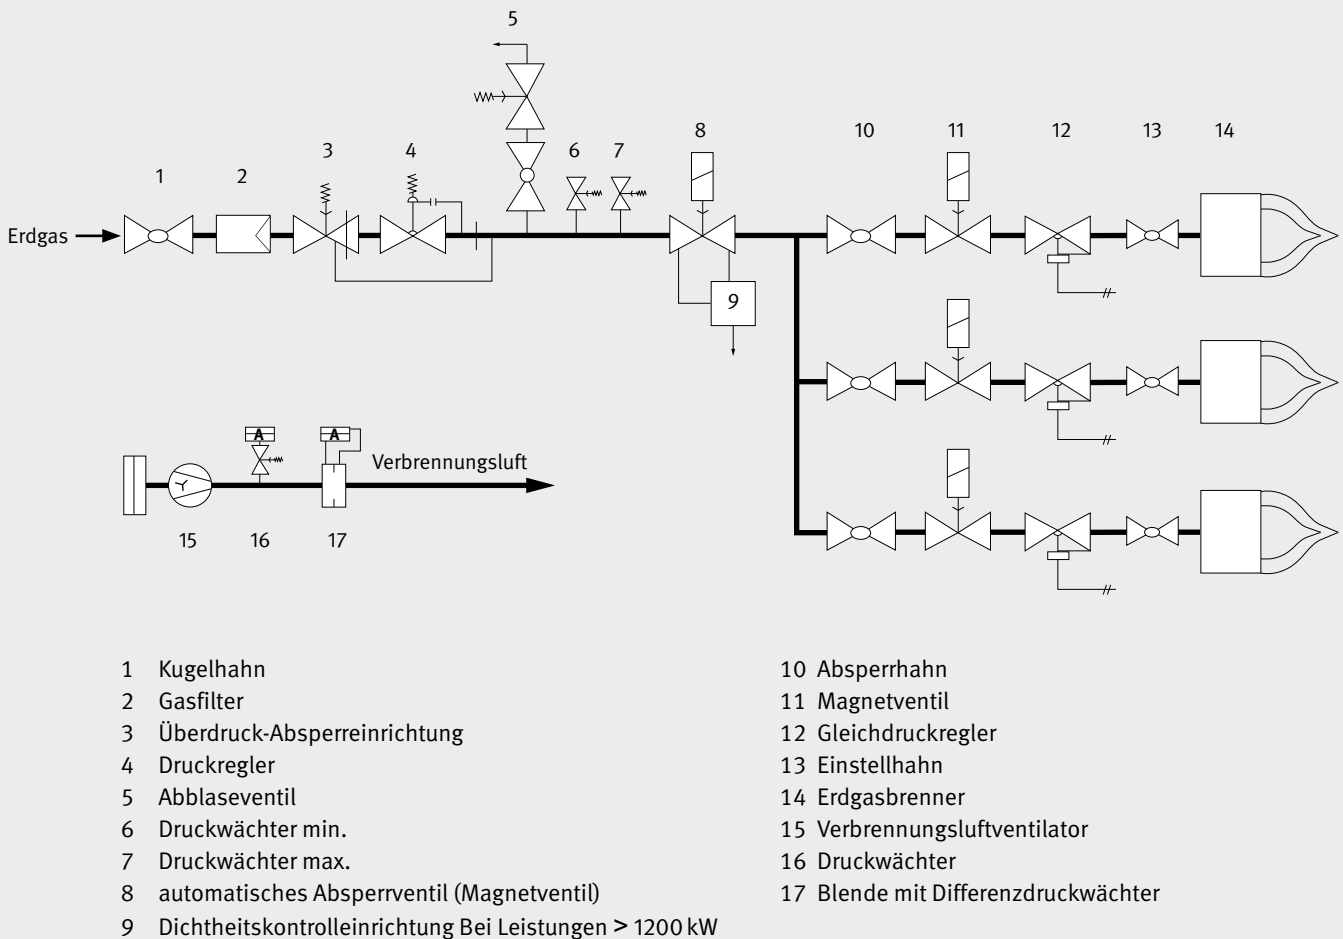 5
8
10
11
12
13
14
3
4
6
7
1
2
Erdgas
9
A
A
Verbrennungsluft
15
16
17
1 Kugelhahn
2 Gasfilter
3 Überdruck-Absperreinrichtung
4 Druckregler
5 Abblaseventil
6 Druckwächter min.
7 Druckwächter max.
8 automatisches Absperrventil (Magnetventil)
9 Dichtheitskontrolleinrichtung Bei Leistungen > 1200 kW
10 Absperrhahn
11 Magnetventil
12 Gleichdruckregler
13 Einstellhahn
14 Erdgasbrenner
15 Verbrennungsluftventilator
16 Druckwächter
17 Blende mit Differenzdruckwächter